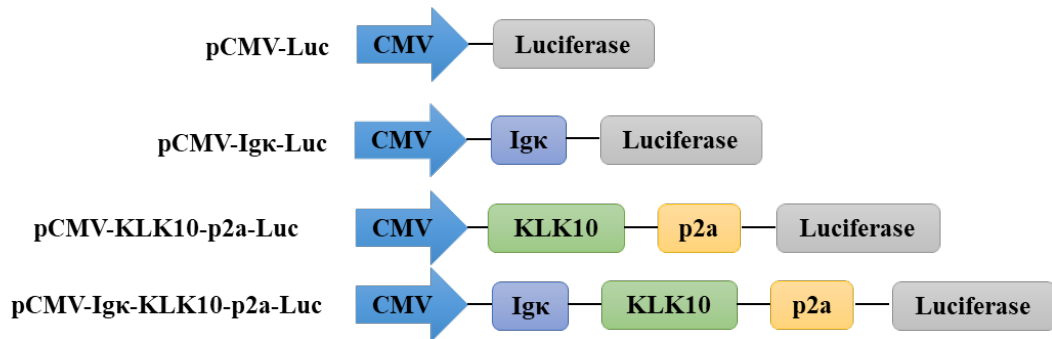 pCMV-Luc CMV Luciferase
pCMV-Igκ-Luc CMV Igκ Luciferase
pCMV-KLK10-p2a-Luc CMV KLK10 p2a Luciferase
pCMV-Igκ-KLK10-p2a-Luc CMV Igκ KLK10 p2a Luciferase